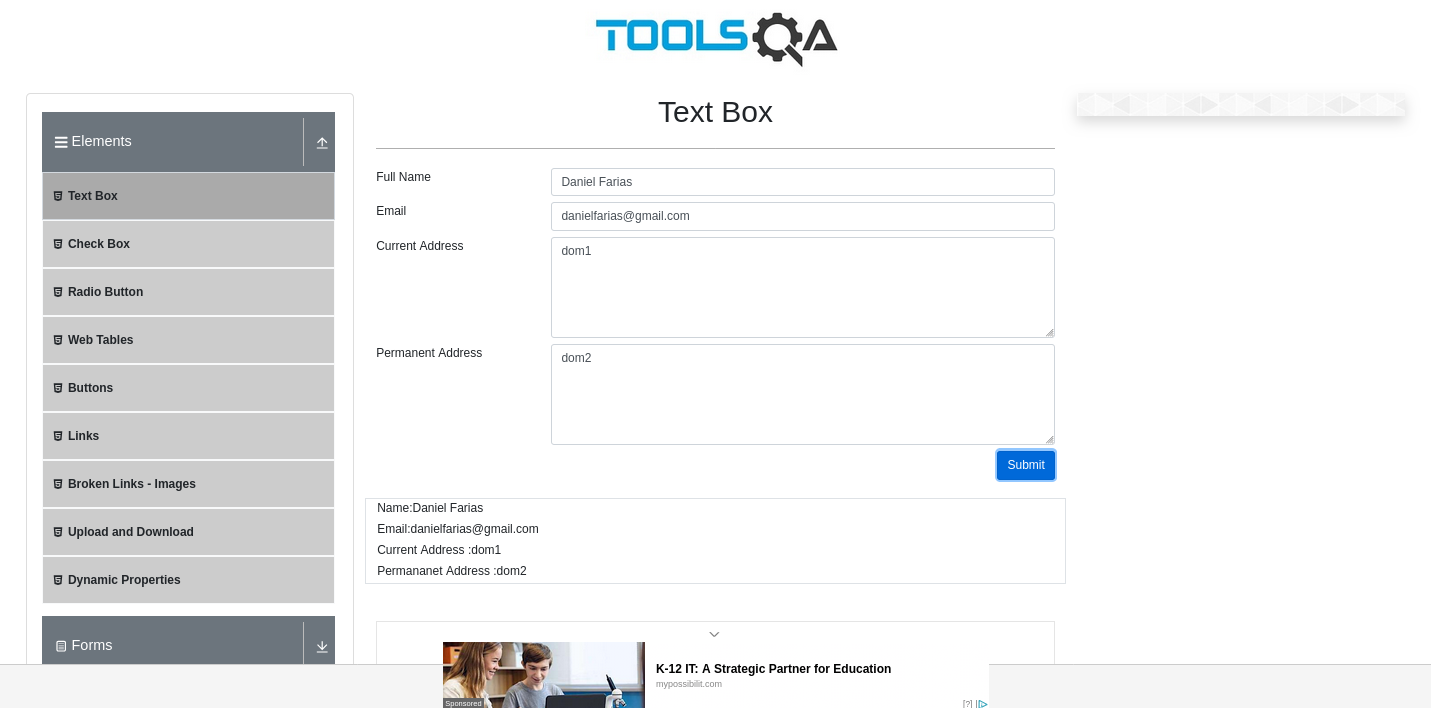 TOOLSQA
Elements
Text Box
Check Box
Radio Button
Web Tables
Buttons
Links
Broken Links - Images
Upload and Download
Dynamic Properties
Forms
Text Box
Full Name
Daniel Farias
Email
danielfarias@gmail.com
Current Address
dom1
Permanent Address
dom2
Submit
Name:Daniel Farias
Email:danielfarias@gmail.com
Current Address :dom1
Permananet Address :dom2
K-12 IT: A Strategic Partner for Education
mypossibilit.com
Sponsored
[?]